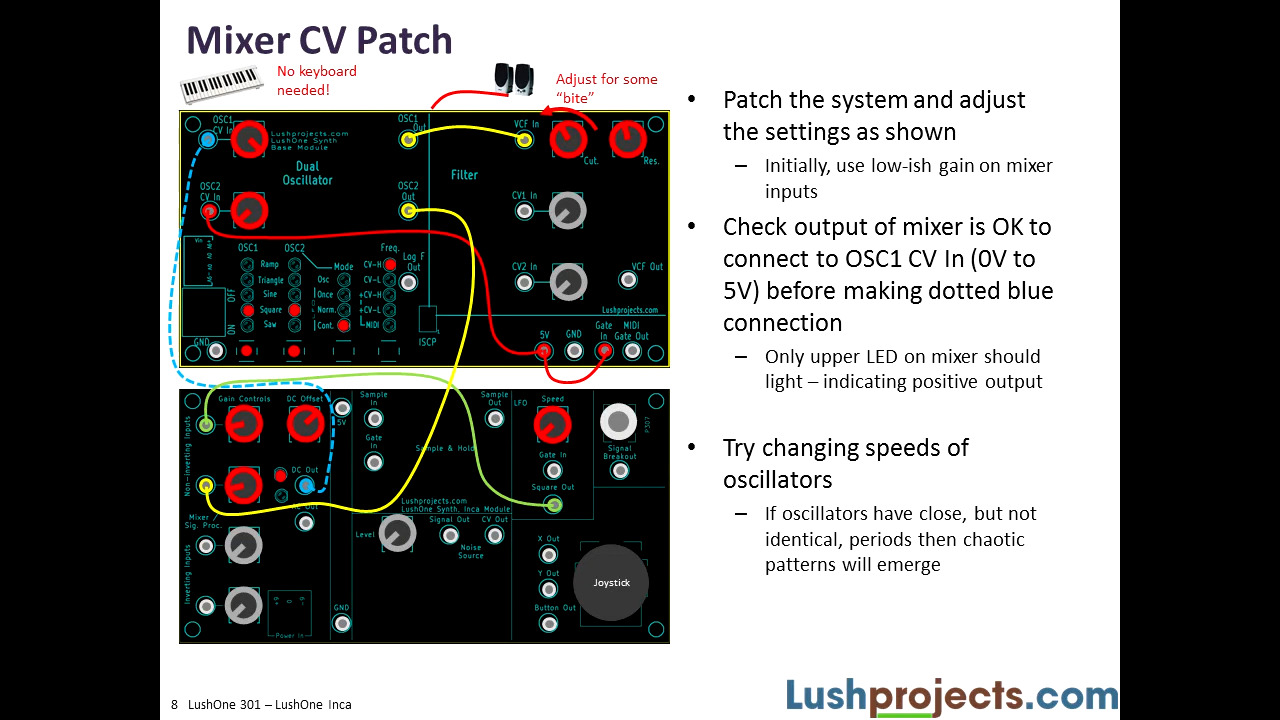 Mixer CV Patch
No keyboard
needed!
Adjust for some
“bite”
OSC1
CV In
Lushprojects.com
LushOne Synth
Base Module
OSC1
Out
VCF In
Cut.
Res.
Dual
Oscillator
Filter
OSC2
CV In
OSC2
Out
CV1 In
OSC1
OSC2
Freq.
Log F
Out
CV2 In
VCF Out
Vin
Ramp
Triangle
Sine
Square
Saw
Mode
Osc
Once
Norm.
Cont.
CV-H
CV-L
+CV-H
+CV-L
MIDI
OFF
ON
ISCP
Lushprojects.com
GND
5V
GND
Gate
In
MIDI
Gate Out
Gain Controls
DC Offset
5V
Sample
In
Sample
Out
LFO
Speed
P307
Gate
In
Sample & Hold
Gate In
Signal
Breakout
Non-Inverting Inputs
DC Out
Square Out
Lushprojects.com
LushOne Synth, Inca Module
Mixer /
Sig. Proc.
Level
Signal Out
CV Out
Noise
Source
X Out
Y Out
Button Out
Joystick
Inverting Inputs
+9
0
-9
Power In
GND
• Patch the system and adjust
the settings as shown
– Initially, use low-ish gain on mixer
inputs
• Check output of mixer is OK to
connect to OSC1 CV In (0V to
5V) before making dotted blue
connection
– Only upper LED on mixer should
light – indicating positive output
• Try changing speeds of
oscillators
– If oscillators have close, but not
identical, periods then chaotic
patterns will emerge
8 LushOne 301 – LushOne Inca
Lushprojects.com